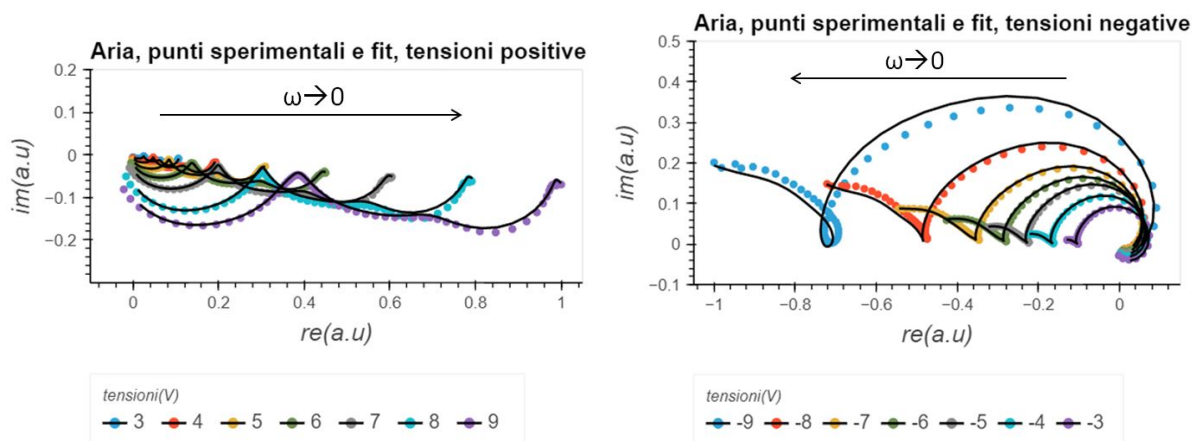 Aria, punti sperimentali e fit, tensioni positive
ω→0
0.2
0.1
0
−0.1
−0.2
im(a.u)
0
0.2
0.4
0.6
0.8
1
re(a.u)
tensioni(V)
3 4 5 6 7 8 9
Aria, punti sperimentali e fit, tensioni negative
ω→0
0.5
0.4
0.3
0.2
0.1
0
−0.1
im(a.u)
−1
−0.8
−0.6
−0.4
−0.2
0
re(a.u)
tensioni(V)
-9 -8 -7 -6 -5 -4 -3